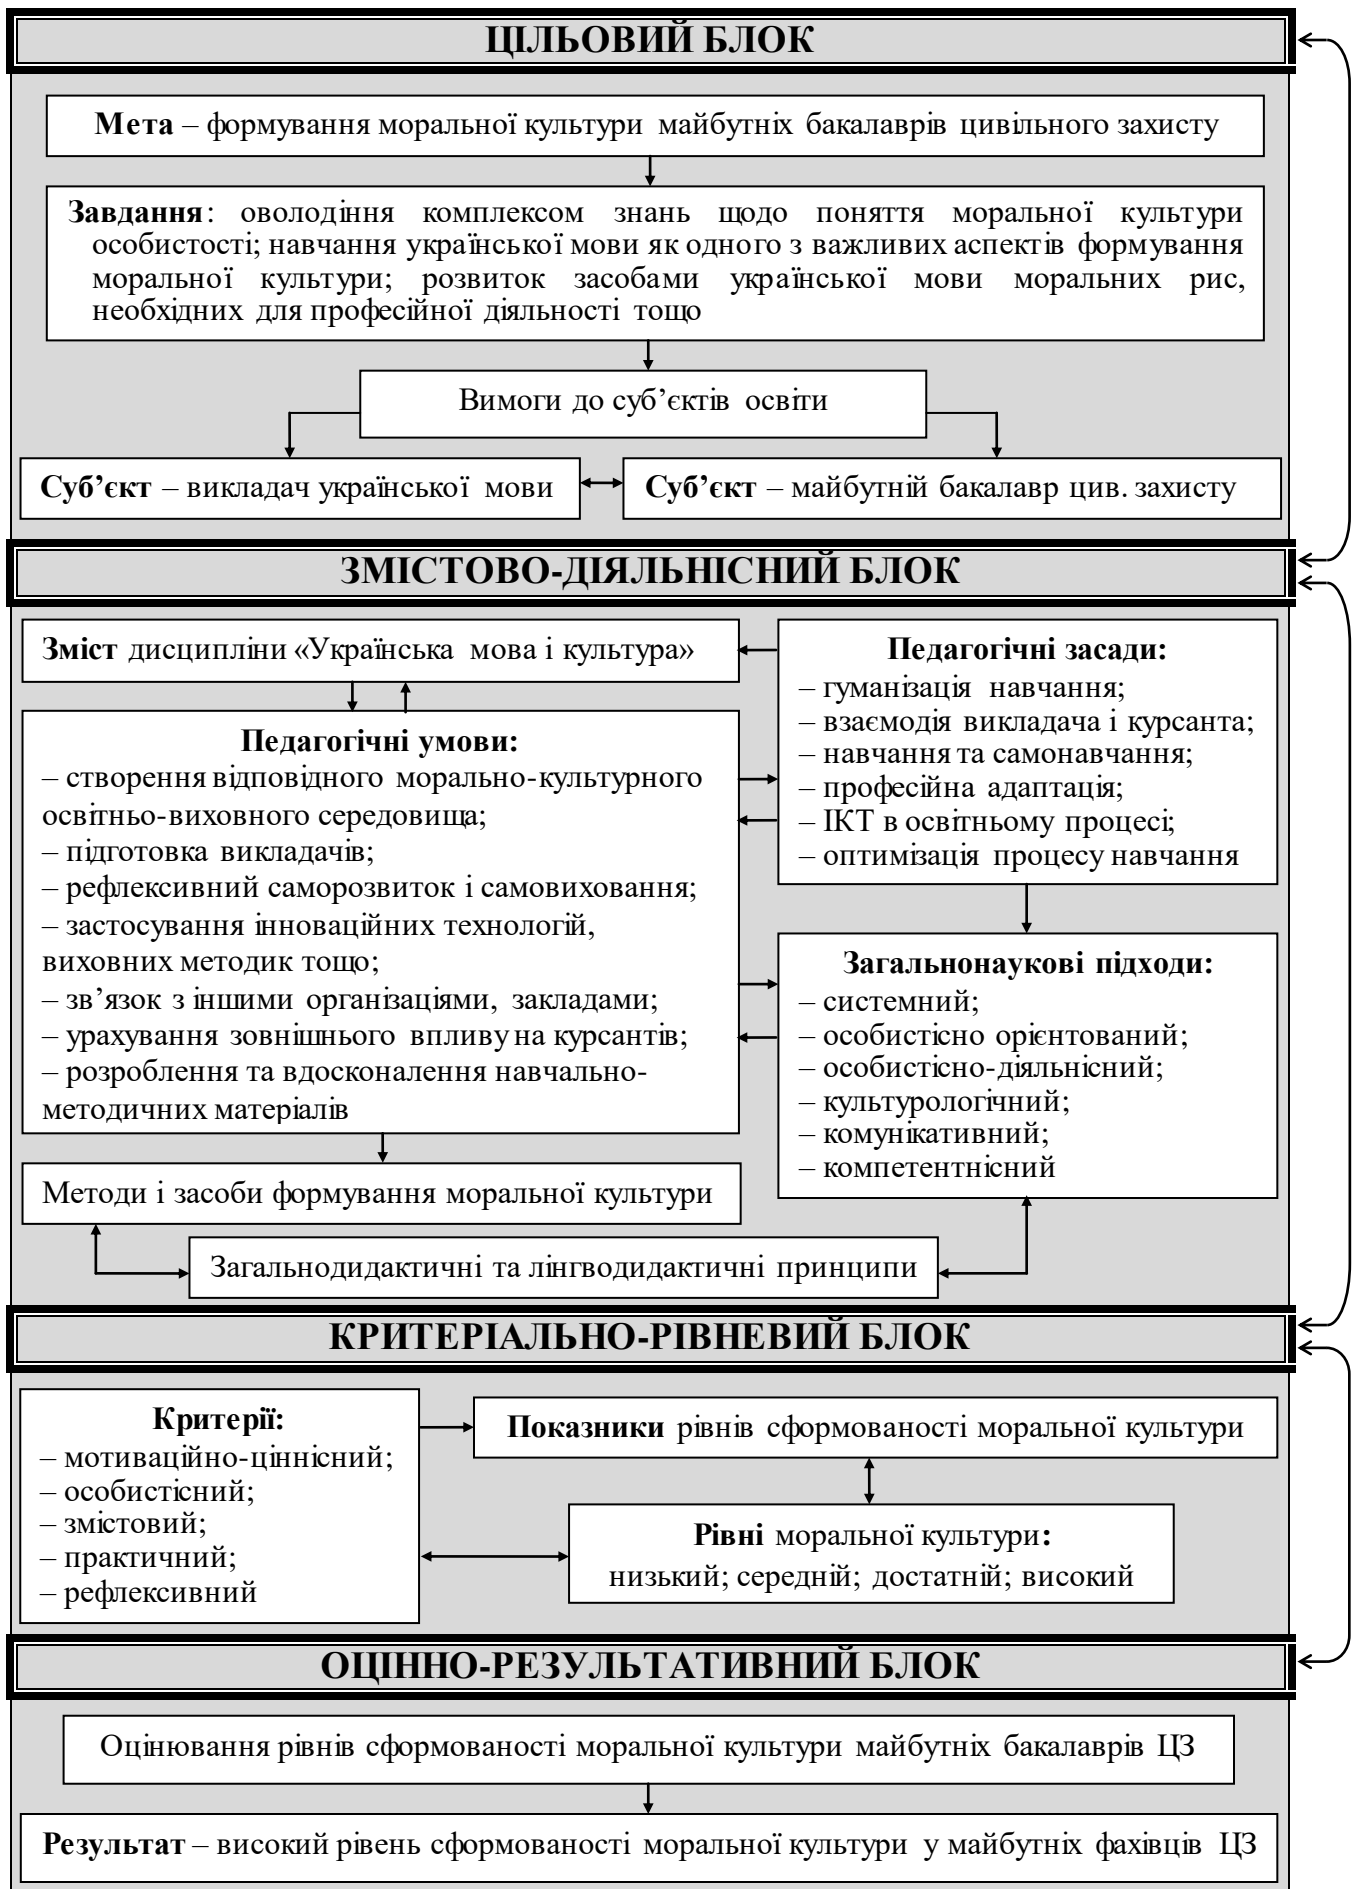 ЦІЛЬОВИЙ БЛОК
Мета – формування моральної культури майбутніх бакалаврів цивільного захисту
Завдання: оволодіння комплексом знань щодо поняття моральної культури
особистості; навчання української мови як одного з важливих аспектів формування
моральної культури; розвиток засобами української мови моральних рис,
необхідних для професійної діяльності тощо
Вимоги до суб’єктів освіти
Суб’єкт – викладач української мови
Суб’єкт – майбутній бакалавр цив. захисту
ЗМІСТОВО-ДІЯЛЬНІСНИЙ БЛОК
Зміст дисципліни «Українська мова і культура»
Педагогічні умови:
– створення відповідного морально-культурного
освітньо-виховного середовища;
– підготовка викладачів;
– рефлексивний саморозвиток і самовиховання;
– застосування інноваційних технологій,
виховних методик тощо;
– зв’язок з іншими організаціями, закладами;
– урахування зовнішнього впливу на курсантів;
– розроблення та вдосконалення навчально-
методичних матеріалів
Педагогічні засади:
– гуманізація навчання;
– взаємодія викладача і курсанта;
– навчання та самонавчання;
– професійна адаптація;
– ІКТ в освітньому процесі;
– оптимізація процесу навчання
Загальнонаукові підходи:
– системний;
– особистісно орієнтований;
– особистісно-діяльнісний;
– культурологічний;
– комунікативний;
– компетентнісний
Методи і засоби формування моральної культури
Загальнодидактичні та лінгводидактичні принципи
КРИТЕРІАЛЬНО-РІВНЕВИЙ БЛОК
Критерії:
– мотиваційно-ціннісний;
– особистісний;
– змістовий;
– практичний;
– рефлексивний
Показники рівнів сформованості моральної культури
Рівні моральної культури:
низький; середній; достатній; високий
ОЦІННО-РЕЗУЛЬТАТИВНИЙ БЛОК
Оцінювання рівнів сформованості моральної культури майбутніх бакалаврів ЦЗ
Результат – високий рівень сформованості моральної культури у майбутніх фахівців ЦЗ